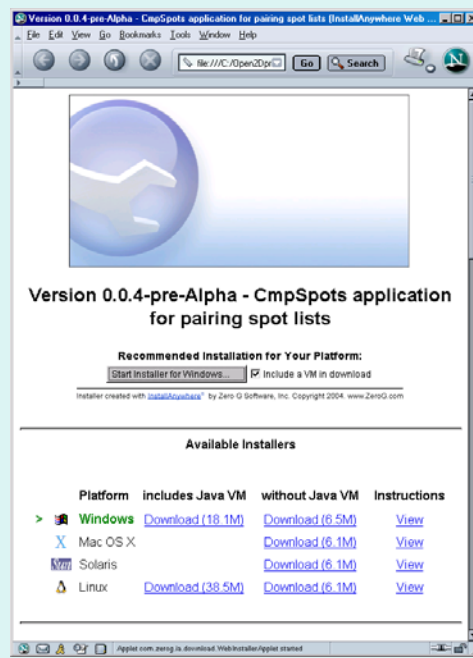 Version 0.0.4-pre-Alpha - CmpSpots application for pairing spot lists [InstallAnywhere Web ...
File Edit View Go Bookmarks Tools Window Help
file:///C:/Open2Dpr Go Search
Version 0.0.4-pre-Alpha - CmpSpots application
for pairing spot lists
Recommended Installation for Your Platform:
Start Installer for Windows... Include a VM in download
Installer created with InstallAnywhere® by Zero G Software, Inc. Copyright 2004. www.ZeroG.com
Available Installers
Platform includes Java VM without Java VM Instructions
> Windows Download (18.1M) Download (6.5M) View
X Mac OS X Download (6.1M) View
Sun Solaris Download (6.1M) View
Linux Download (38.5M) Download (6.1M) View
Applet com.zerog.ia.download.WebInstallerApplet started